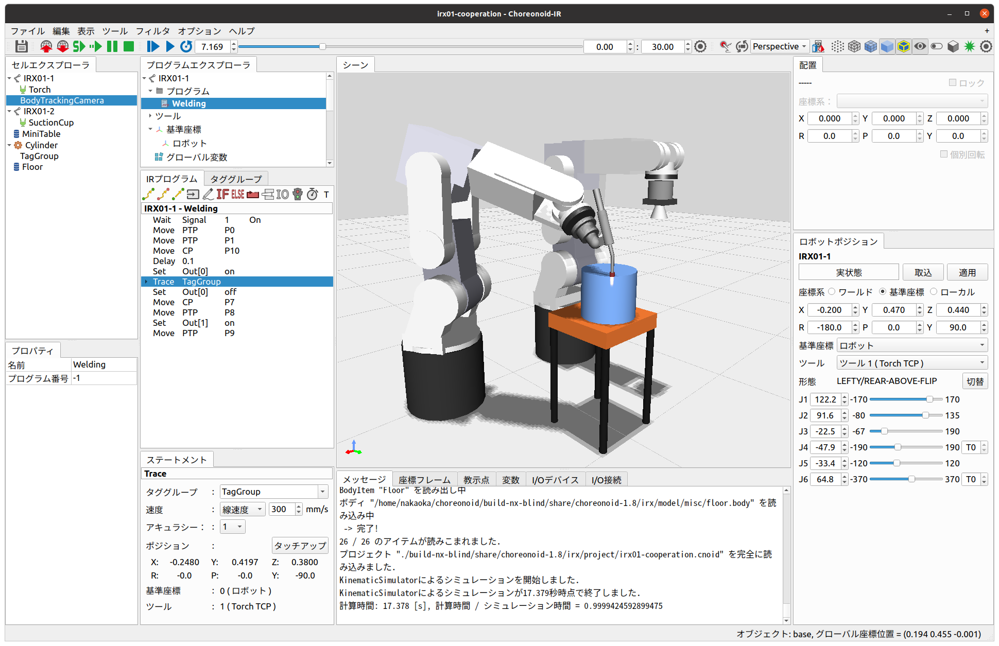 irx01-cooperation - Choreonoid-IR
ファイル 編集 表示 ツール フィルタ オプション ヘルプ
7.169 0.00 : 30.00 Perspective
セルエクスプローラ
IRX01-1
Torch
BodyTrackingCamera
IRX01-2
SuctionCup
MiniTable
Cylinder
TagGroup
Floor
プロパティ
名前 Welding
プログラム番号 -1
プログラムエクスプローラ
IRX01-1
プログラム
Welding
ツール
基準座標
ロボット
グローバル変数
IRプログラム タググループ
IF ELSE IO T
IRX01-1 - Welding
Wait Signal 1 On
Move PTP P0
Move PTP P1
Move CP P10
Delay 0.1
Set Out[0] on
Trace TagGroup
Set Out[0] off
Move CP P7
Move PTP P8
Set Out[1] on
Move PTP P9
ステートメント
Trace
タググループ : TagGroup
速度 : 線速度 300 mm/s
アキュラシー : : 1
ポジション : タッチアップ
X: -0.2480 Y: 0.4197 Z: 0.3800
R: -0.0 P: -0.0 Y: -90.0
基準座標 : 0 ( ロボット )
ツール : 1 ( Torch TCP )
シーン
メッセージ 座標フレーム 教示点 変数 I/Oデバイス I/O接続
BodyItem "Floor" を読み出し中
ボディ "/home/nakaoka/choreonoid/build-nx-blind/share/choreonoid-1.8/irx/model/misc/floor.body" を読
み込み中
-> 完了!
26 / 26 のアイテムが読みこまれました.
プロジェクト "./build-nx-blind/share/choreonoid-1.8/irx/project/irx01-cooperation.cnoid" を完全に読
み込みました.
KinematicSimulatorによるシミュレーションを開始しました.
KinematicSimulatorによるシミュレーションが17.379秒時点で終了しました.
計算時間: 17.378 [s], 計算時間 / シミュレーション時間 = 0.9999424592899475
配置
----- ロック
座標系 :
X 0.000 Y 0.000 Z 0.000
R 0.0 P 0.0 Y 0.0
個別回転
ロボットポジション
IRX01-1
実状態 取込 適用
座標系 ワールド 基準座標 ローカル
X -0.200 Y 0.470 Z 0.440
R -180.0 P 0.0 Y 90.0
基準座標 ロボット
ツール ツール 1 ( Torch TCP )
形態 LEFTY/REAR-ABOVE-FLIP 切替
J1 122.2 -170 170
J2 91.6 -80 135
J3 -22.5 -67 190
J4 -47.9 -190 190 T0
J5 -33.4 -120 120
J6 64.8 -370 370 T0
オブジェクト: base, グローバル座標位置 = (0.194 0.455 -0.001)